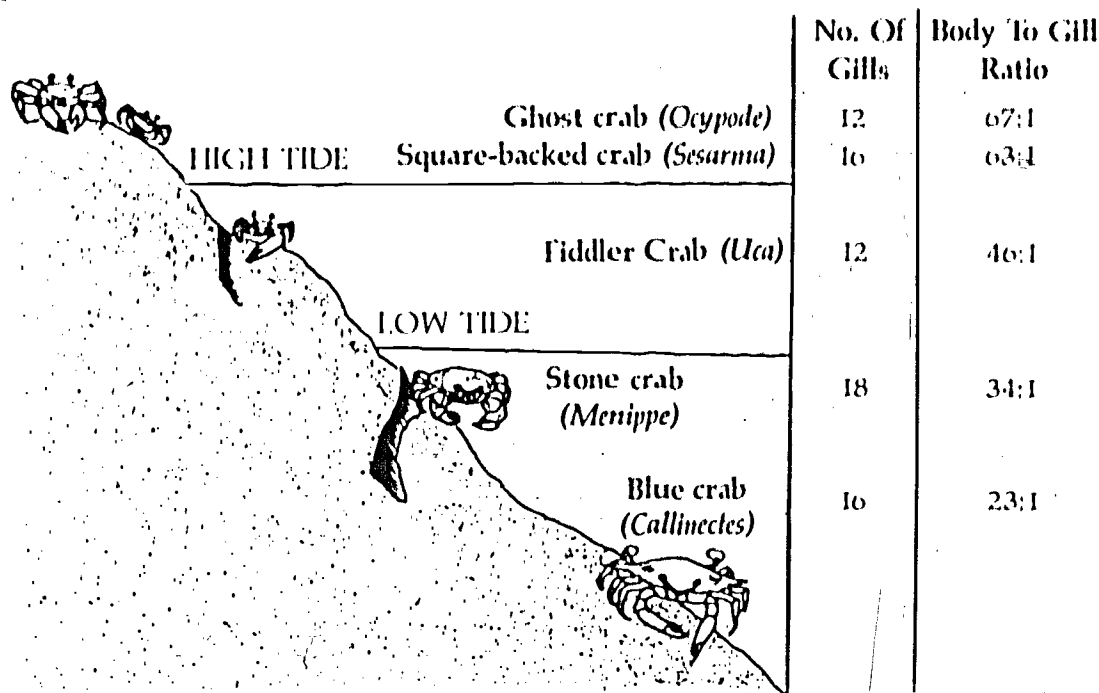 No. Of Gills
Body To Gill Ratio
Ghost crab (Ocypode) 12 67:1
HIGH TIDE Square-backed crab (Sesarma) 16 63:1
Fiddler Crab (Uca) 12 46:1
LOW TIDE
Stone crab 18 34:1
(Menippe)
Blue crab 16 23:1
(Callinectes)